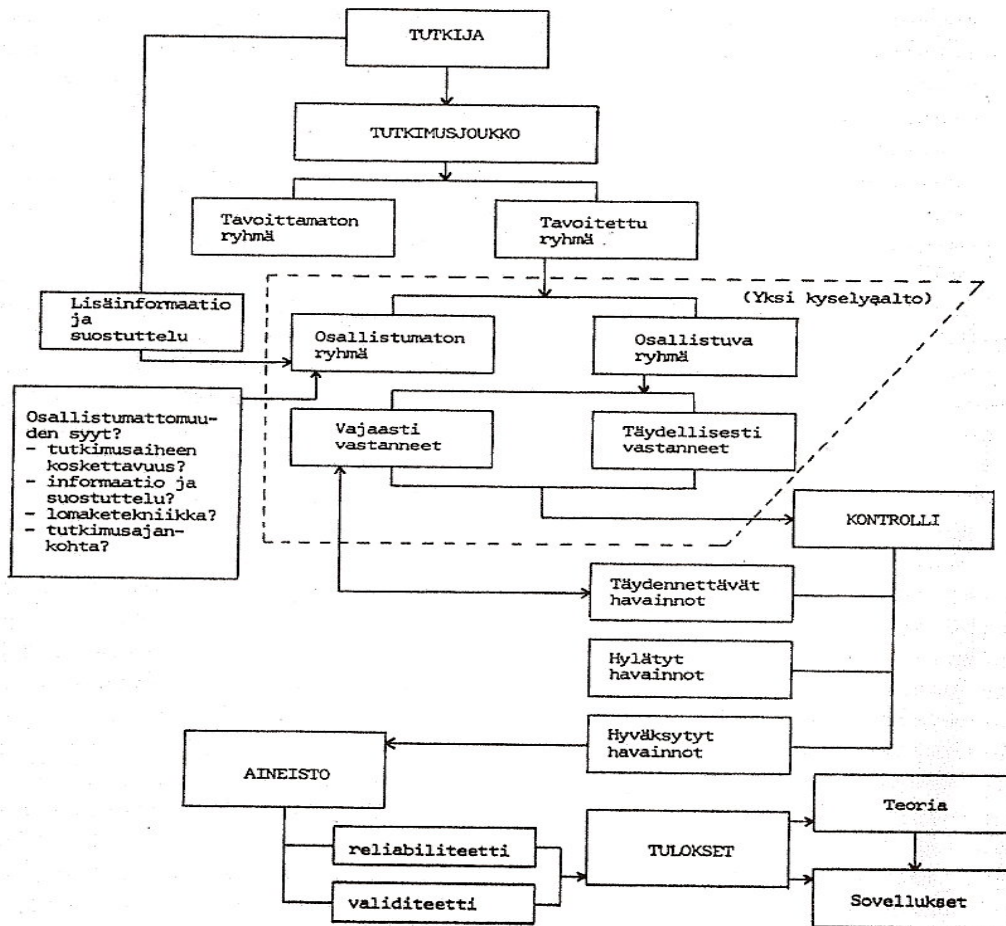 TUTKIJA
TUTKIMUSJOUKKO
Tavoittamaton
ryhmä
Tavoitettu
ryhmä
(Yksi kyselyaalto)
Lisäinformaatio
ja
suostuttelu
Osallistumaton
ryhmä
Osallistuva
ryhmä
Osallistumattomuu-
den syyt?
- tutkimusaiheen
koskettavuus?
- informaatio ja
suostuttelu?
- lomaketekniikka?
- tutkimusajan-
kohta?
Vajaasti
vastanneet
Täydellisesti
vastanneet
KONTROLLI
Täydennettävät
havainnot
Hylätyt
havainnot
Hyväksytyt
havainnot
AINEISTO
reliabiliteetti
validiteetti
TULOKSET
Teoria
Sovellukset